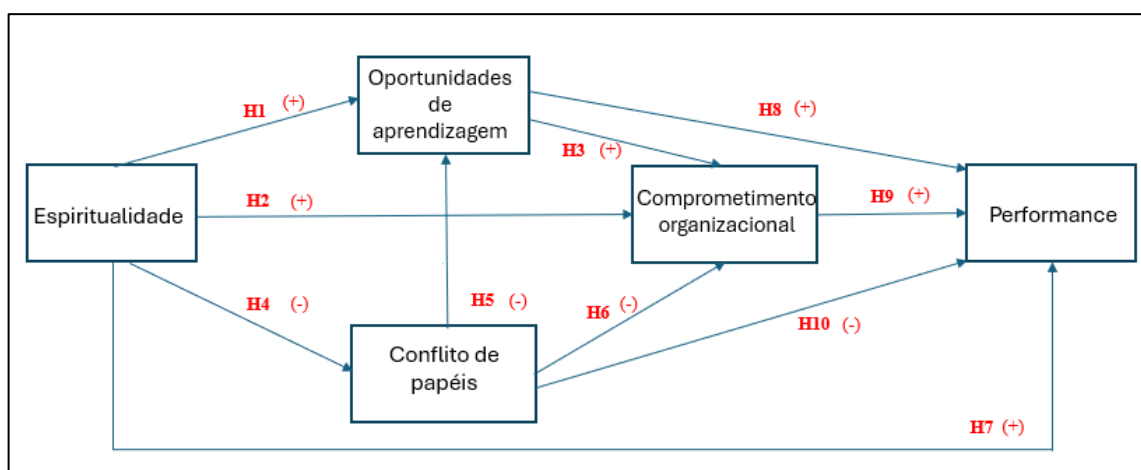 Oportunidades
de
aprendizagem
H1 (+)
H8 (+)
H3 (+)
Espiritualidade
H2 (+)
Comprometimento
organizacional
H9 (+)
Performance
H4 (-)
H5 (-)
H6 (-)
H10 (-)
Conflito de
papéis
H7 (+)